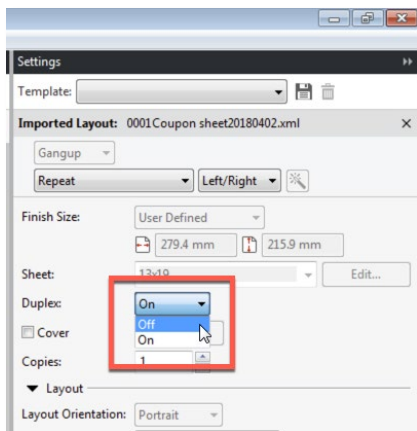 Settings
Template:
Imported Layout: 0001Coupon sheet20180402.xml
Gangup
Repeat Left/Right
Finish Size: User Defined
279.4 mm 215.9 mm
Sheet: 13x19 Edit...
Duplex: On
Off
Cover On
Copies: 1
Layout
Layout Orientation: Portrait